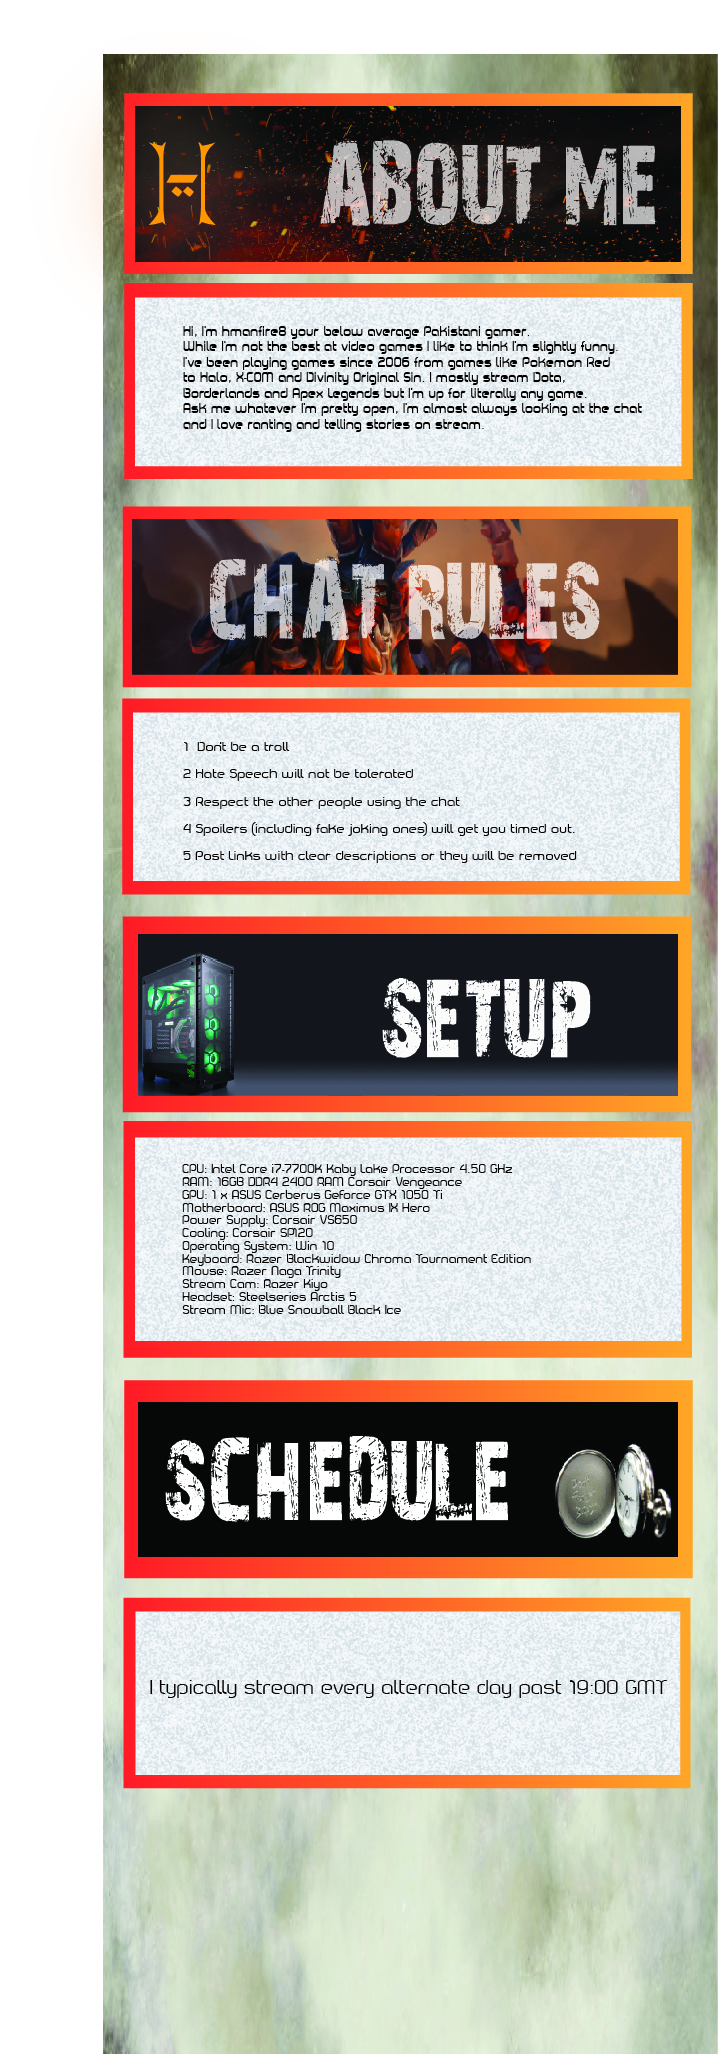 ABOUT ME
Hi, I'm hmanfire8 your below average Pakistani gamer.
While I'm not the best at video games I like to think I'm slightly funny.
I've been playing games since 2006 from games like Pokemon Red
to Halo, X-COM and Divinity Original Sin. I mostly stream Dota,
Borderlands and Apex Legends but I'm up for literally any game.
Ask me whatever I'm pretty open, I'm almost always looking at the chat
and I love ranting and telling stories on stream.
CHAT RULES
1 Don't be a troll
2 Hate Speech will not be tolerated
3 Respect the other people using the chat
4 Spoilers (including fake joking ones) will get you timed out.
5 Post Links with clear descriptions or they will be removed
SETUP
CPU: Intel Core i7-7700K Kaby Lake Processor 4.50 GHz
RAM: 16GB DDR4 2400 RAM Corsair Vengeance
GPU: 1 x ASUS Cerberus Geforce GTX 1050 Ti
Motherboard: ASUS ROG Maximus IX Hero
Power Supply: Corsair VS650
Cooling: Corsair SP120
Operating System: Win 10
Keyboard: Razer Blackwidow Chroma Tournament Edition
Mouse: Razer Naga Trinity
Stream Cam: Razer Kiyo
Headset: Steelseries Arctis 5
Stream Mic: Blue Snowball Black Ice
SCHEDULE
I typically stream every alternate day past 19:00 GMT